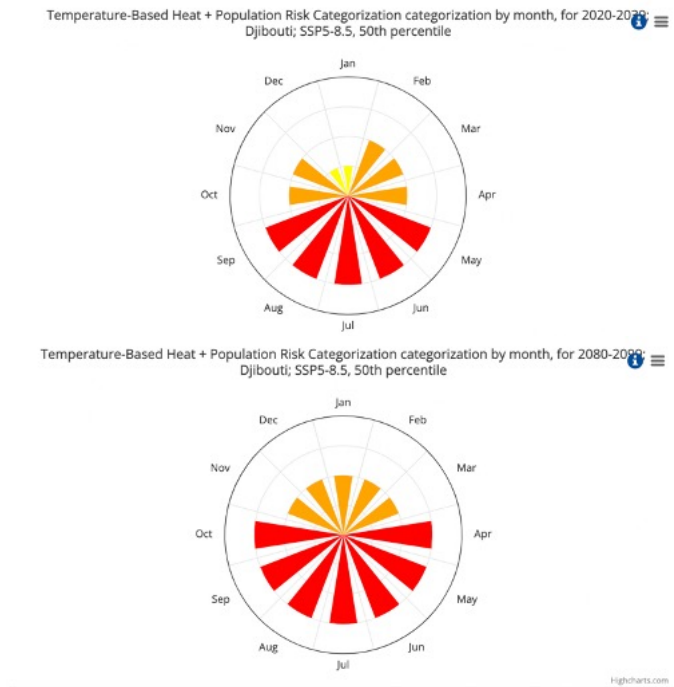 Temperature-Based Heat + Population Risk Categorization categorization by month, for 2020-2039;
Djibouti; SSP5-8.5, 50th percentile
Jan
Dec
Feb
Nov
Mar
Oct
Apr
Sep
May
Aug
Jun
Jul
Temperature-Based Heat + Population Risk Categorization categorization by month, for 2080-2099;
Djibouti; SSP5-8.5, 50th percentile
Jan
Dec
Feb
Nov
Mar
Oct
Apr
Sep
May
Aug
Jun
Jul
Highcharts.com